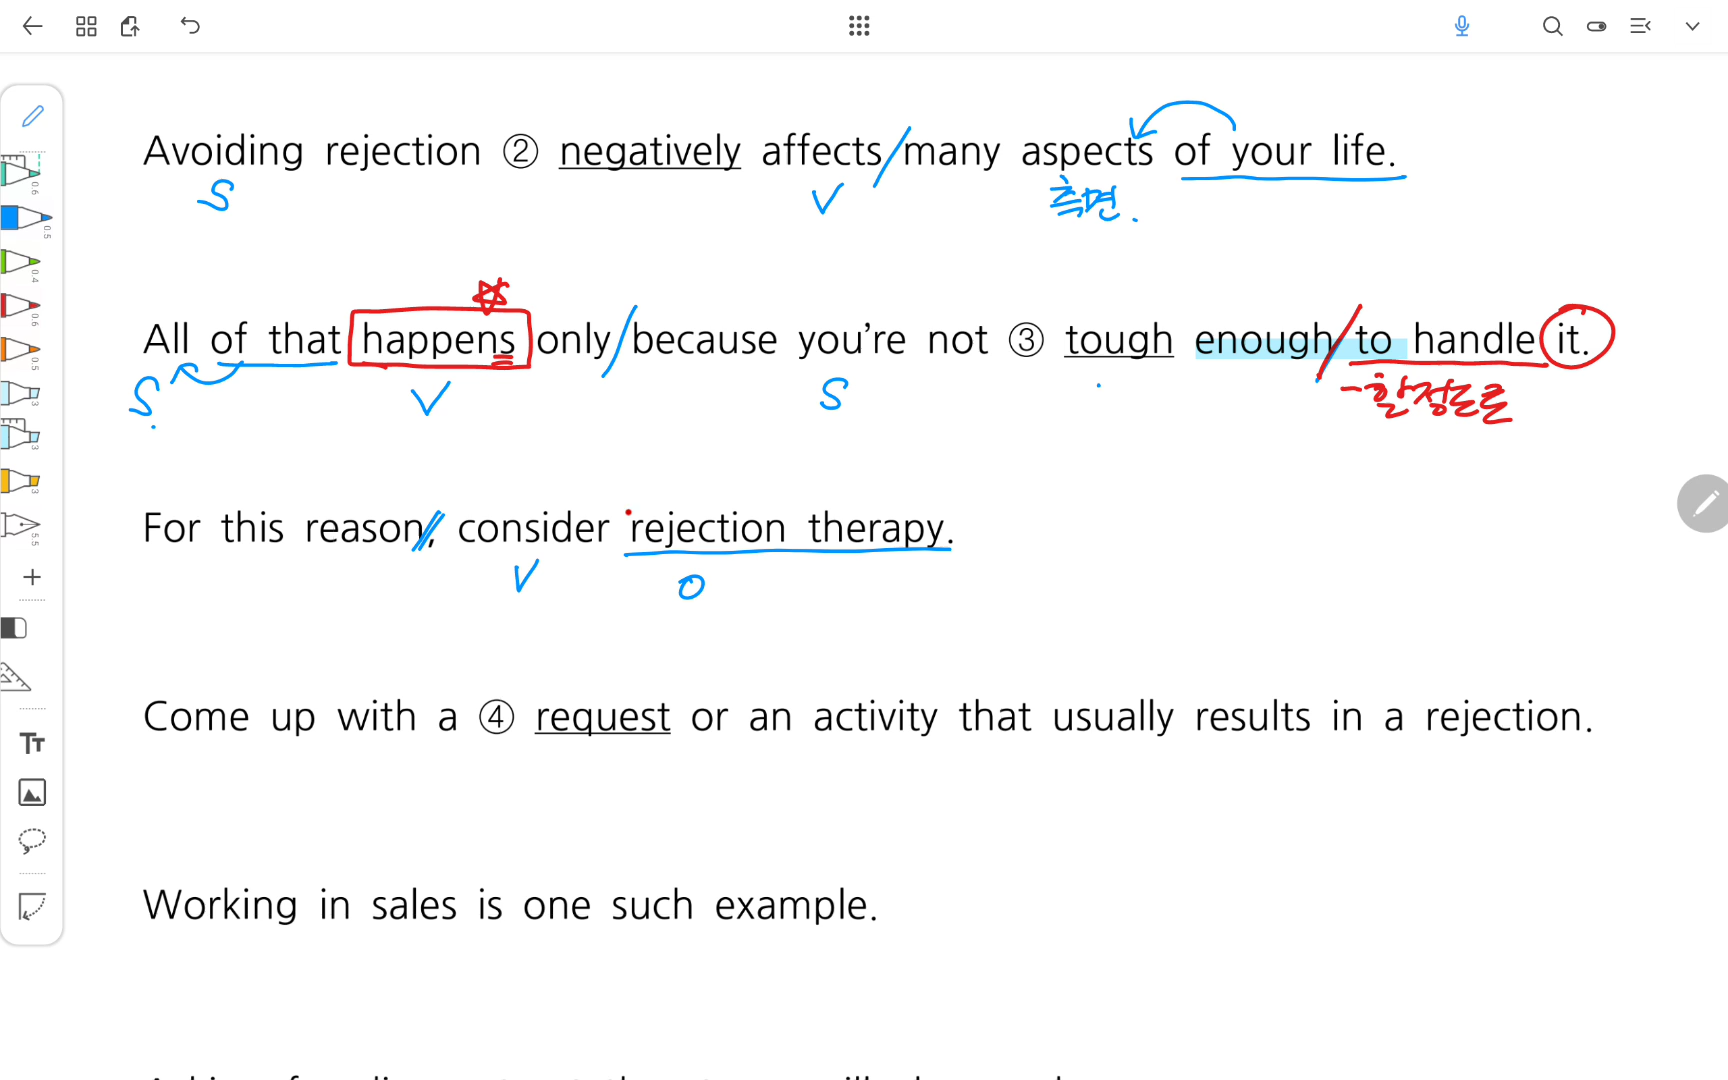 Avoiding rejection ② negatively affects / many aspects of your life.
S V 측면.
All of that happens only / because you're not ③ tough enough / to handle it.
S V S ~할정도로
For this reason, // consider rejection therapy.
V O
Come up with a ④ request or an activity that usually results in a rejection.
Working in sales is one such example.